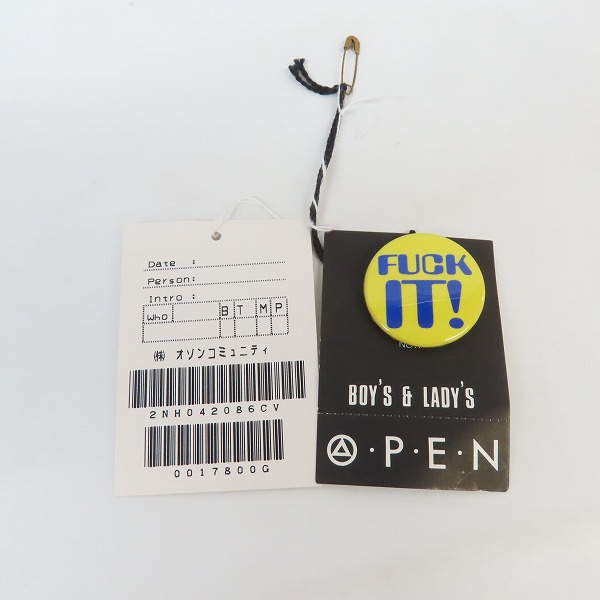 Date :
Person:
Intro :
Who B T M P
㈱ オゾンコミュニティ
2NH042086CV
0017800G
FUCK
IT!
BOY'S & LADY'S
·P·E·N